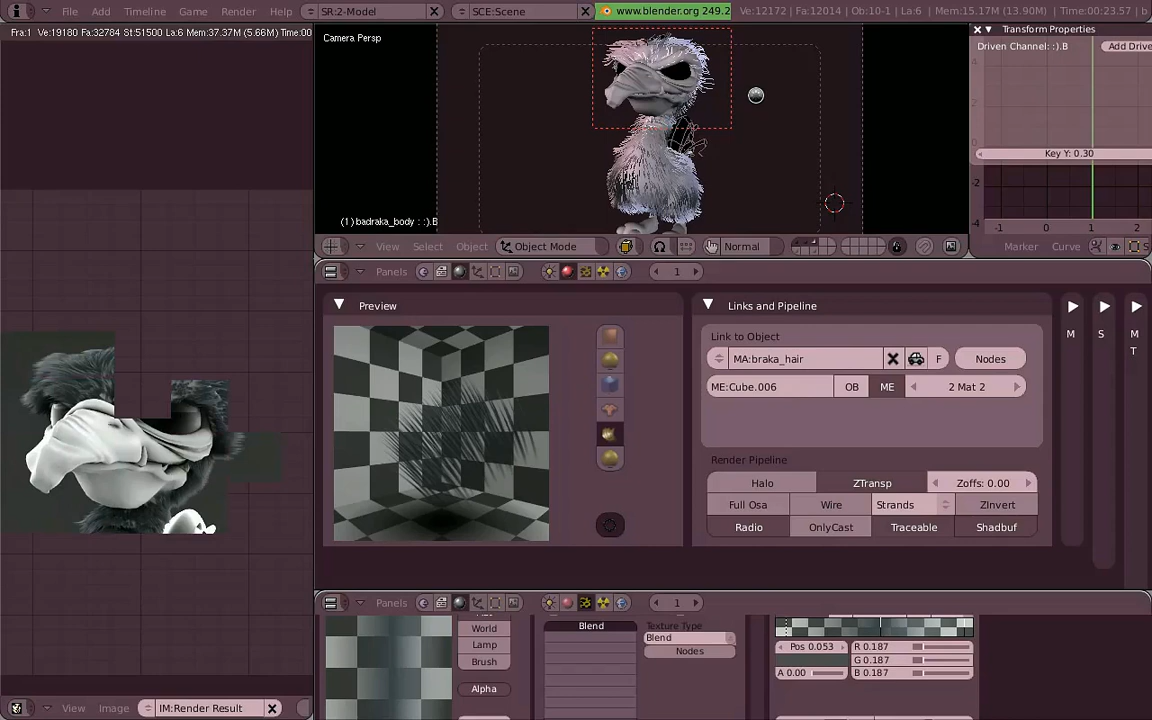 File Add Timeline Game Render Help SR:2-Model SCE:Scene www.blender.org 249.2 Ve:12172 | Fa:12014 | Ob:10-1 | La:6 | Mem:15.17M (13.90M) | Time:00:23.57 | b
Fra:1 Ve:19180 Fa:32784 St:51500 La:6 Mem:37.37M (5.66M) Time:00
Camera Persp
(1) badraka_body : :).B
Transform Properties
Driven Channel: :).B Add Drive
Key Y: 0.30
4
2
0
-2
-4
-1 0 1 2
View Select Object Object Mode Normal
Marker Curve S
Panels 1
Preview
Links and Pipeline
M S M
T
Link to Object
MA:braka_hair F Nodes
ME:Cube.006 OB ME 2 Mat 2
Render Pipeline
Halo ZTransp Zoffs: 0.00
Full Osa Wire Strands ZInvert
Radio OnlyCast Traceable Shadbuf
Panels 1
World
Lamp
Brush
Alpha
Blend
Texture Type
Blend
Nodes
Pos 0.053 R 0.187
G 0.187
A 0.00 B 0.187
View Image IM:Render Result